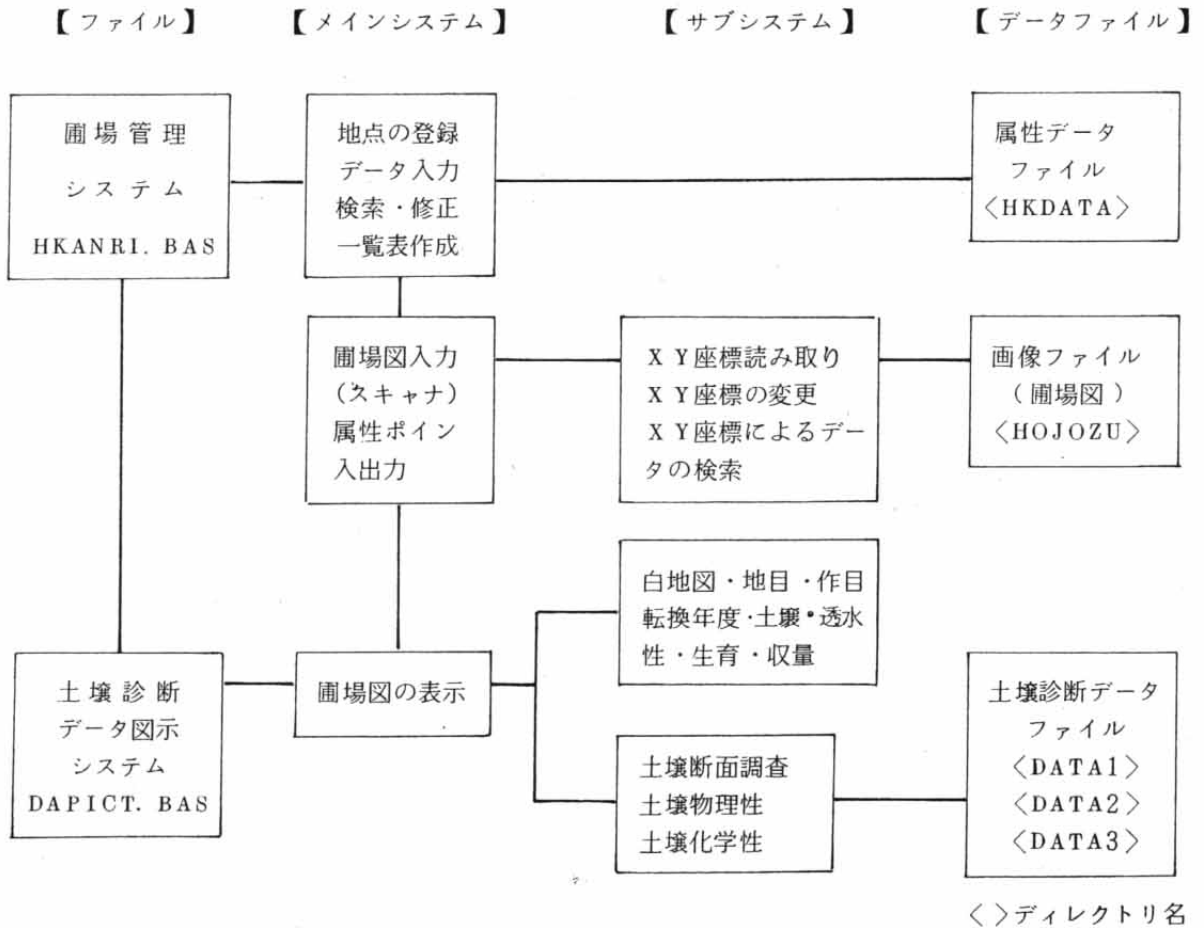 【ファイル】 【メインシステム】 【サブシステム】 【データファイル】
圃場管理
システム
HKANRI. BAS
地点の登録
データ入力
検索・修正
一覧表作成
属性データ
ファイル
〈HKDATA〉
圃場図入力
(スキャナ)
属性ポイン
入出力
XY座標読み取り
XY座標の変更
XY座標によるデー
タの検索
画像ファイル
(圃場図)
〈HOJOZU〉
白地図・地目・作目
転換年度・土壌・透水
性・生育・収量
土壌診断
データ図示
システム
DAPICT. BAS
圃場図の表示
土壌断面調査
土壌物理性
土壌化学性
土壌診断データ
ファイル
〈DATA1〉
〈DATA2〉
〈DATA3〉
〈 〉ディレクトリ名